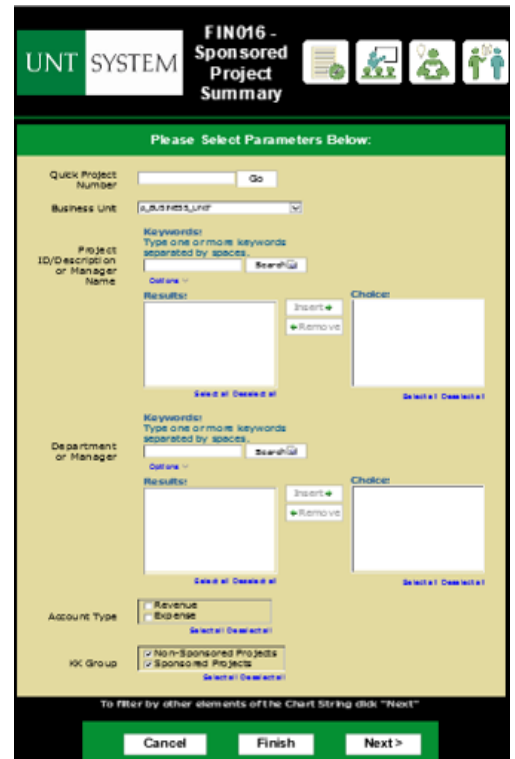 UNT SYSTEM
FIN016 -
Sponsored
Project
Summary
Please Select Parameters Below:
Quick Project
Number
Go
Business Unit
p_BUSINESS_UNIT
Keywords:
Type one or more keywords
separated by spaces.
Project
ID/Description
or Manager
Name
Search
Options
Results:
Insert
Remove
Choice:
Select all Deselect all
Select all Deselect all
Keywords:
Type one or more keywords
separated by spaces.
Department
or Manager
Search
Options
Results:
Insert
Remove
Choice:
Select all Deselect all
Select all Deselect all
Account Type
Revenue
Expense
Select all Deselect all
KK Group
Non-Sponsored Projects
Sponsored Projects
Select all Deselect all
To filter by other elements of the Chart String click "Next"
Cancel
Finish
Next >